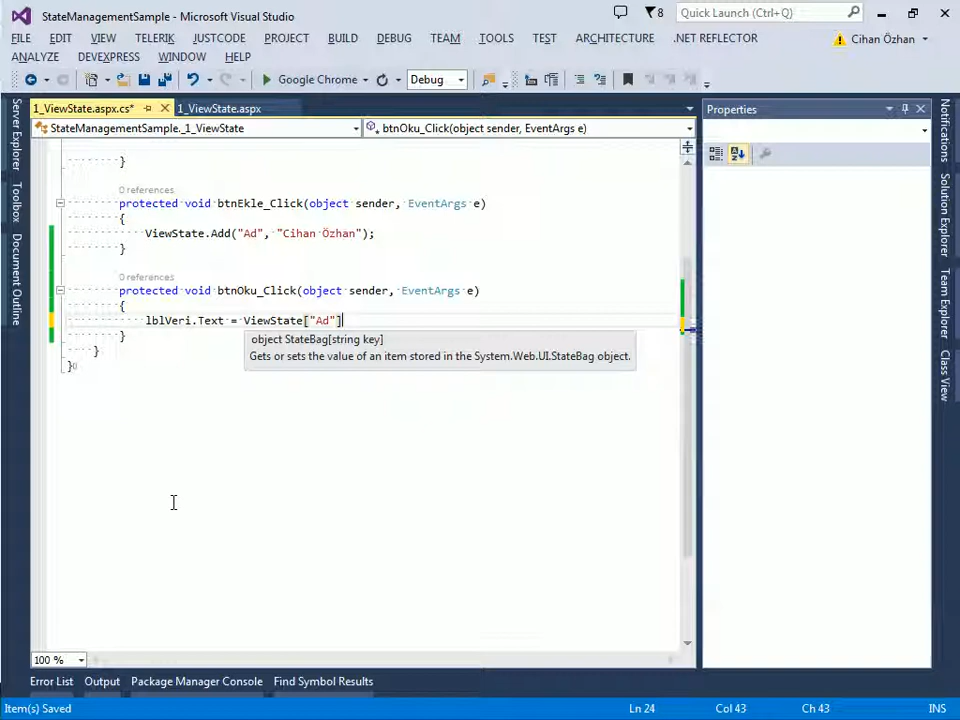 StateManagementSample - Microsoft Visual Studio
8
Quick Launch (Ctrl+Q)
FILE EDIT VIEW TELERIK JUSTCODE PROJECT BUILD DEBUG TEAM TOOLS TEST ARCHITECTURE .NET REFLECTOR
Cihan Özhan
ANALYZE DEVEXPRESS WINDOW HELP
Google Chrome
Debug
1_ViewState.aspx.cs*
1_ViewState.aspx
StateManagementSample._1_ViewState
btnOku_Click(object sender, EventArgs e)
Properties
Server Explorer
Toolbox
Document Outline
Notifications
Solution Explorer
Team Explorer
Class View
}
0 references
protected void btnEkle_Click(object sender, EventArgs e)
{
ViewState.Add("Ad", "Cihan Özhan");
}
0 references
protected void btnOku_Click(object sender, EventArgs e)
{
lblVeri.Text = ViewState["Ad"]
}
object StateBag[string key]
Gets or sets the value of an item stored in the System.Web.UI.StateBag object.
}
}
100 %
Error List Output Package Manager Console Find Symbol Results
Item(s) Saved
Ln 24
Col 43
Ch 43
INS